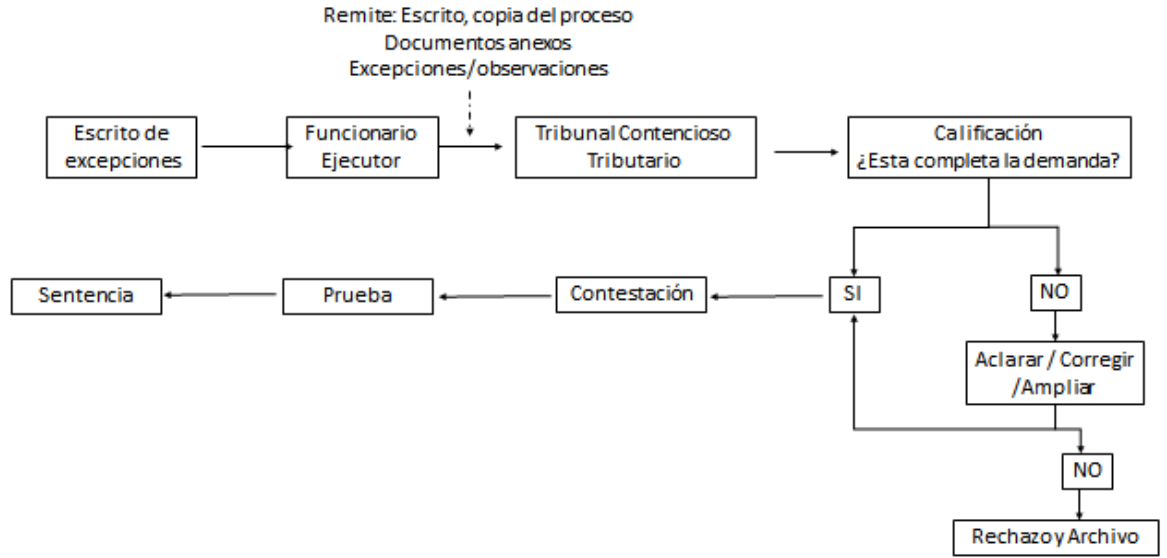 Remite: Escrito, copia del proceso
Documentos anexos
Excepciones/observaciones
Escrito de
excepciones
Funcionario
Ejecutor
Tribunal Contencioso
Tributario
Calificación
¿Esta completa la demanda?
Sentencia
Prueba
Contestación
SI
NO
Aclarar / Corregir
/Ampliar
NO
Rechazo y Archivo